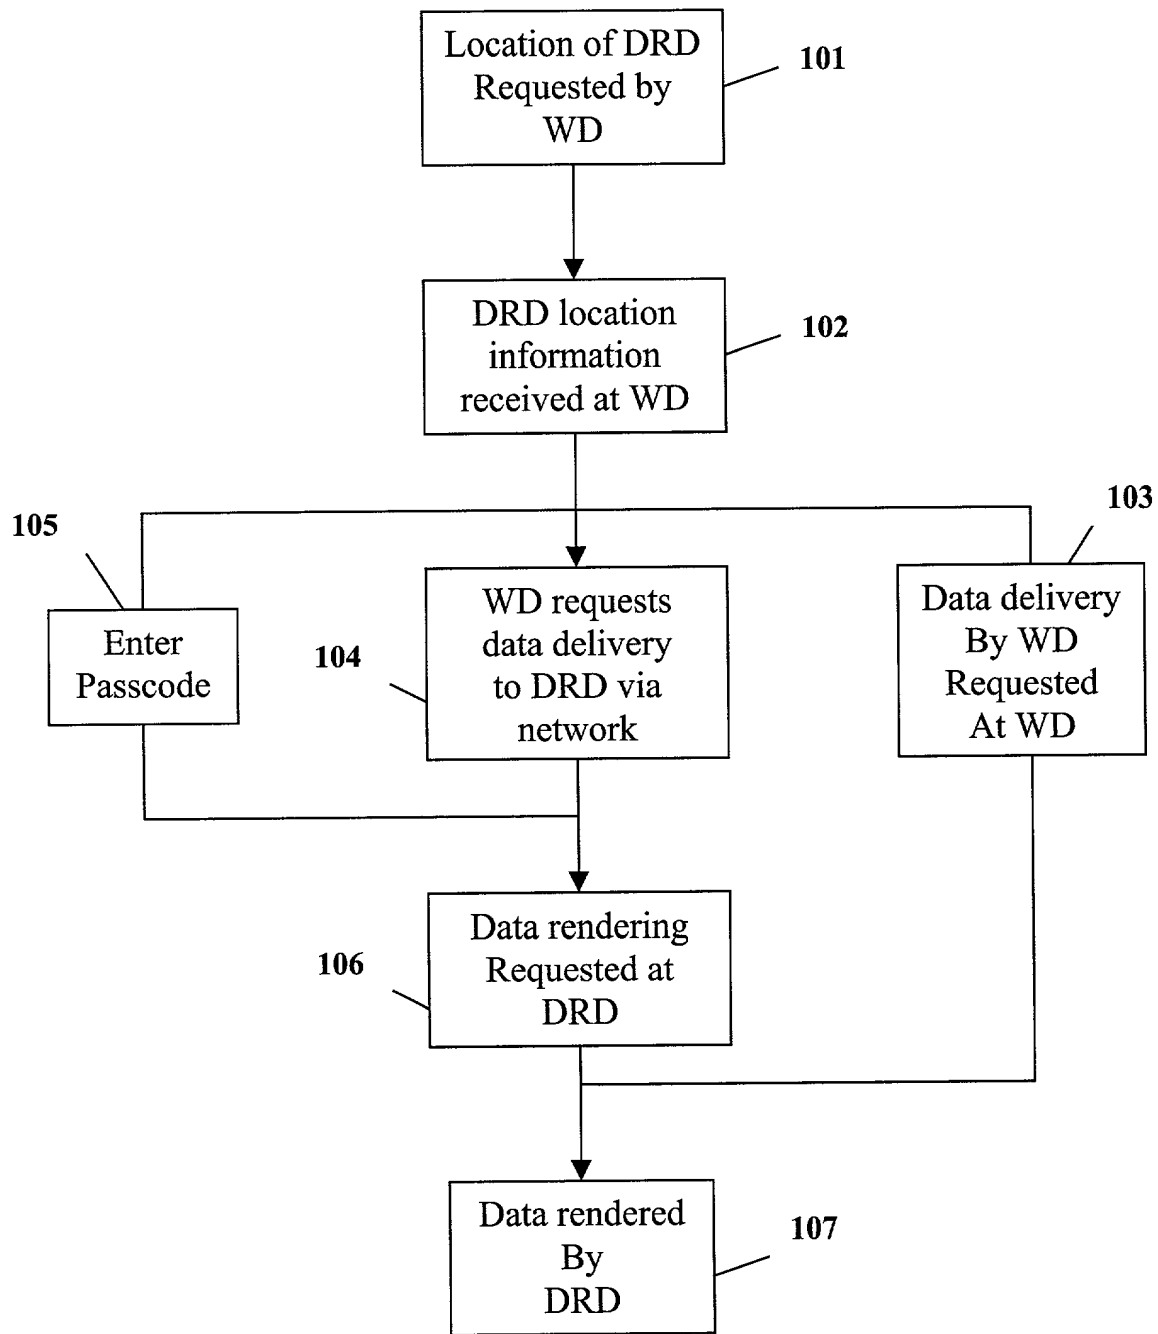 Location of DRD
Requested by
WD
101
DRD location
information
received at WD
102
105
103
Enter
Passcode
104
WD requests
data delivery
to DRD via
network
Data delivery
By WD
Requested
At WD
106
Data rendering
Requested at
DRD
Data rendered
By
DRD
107